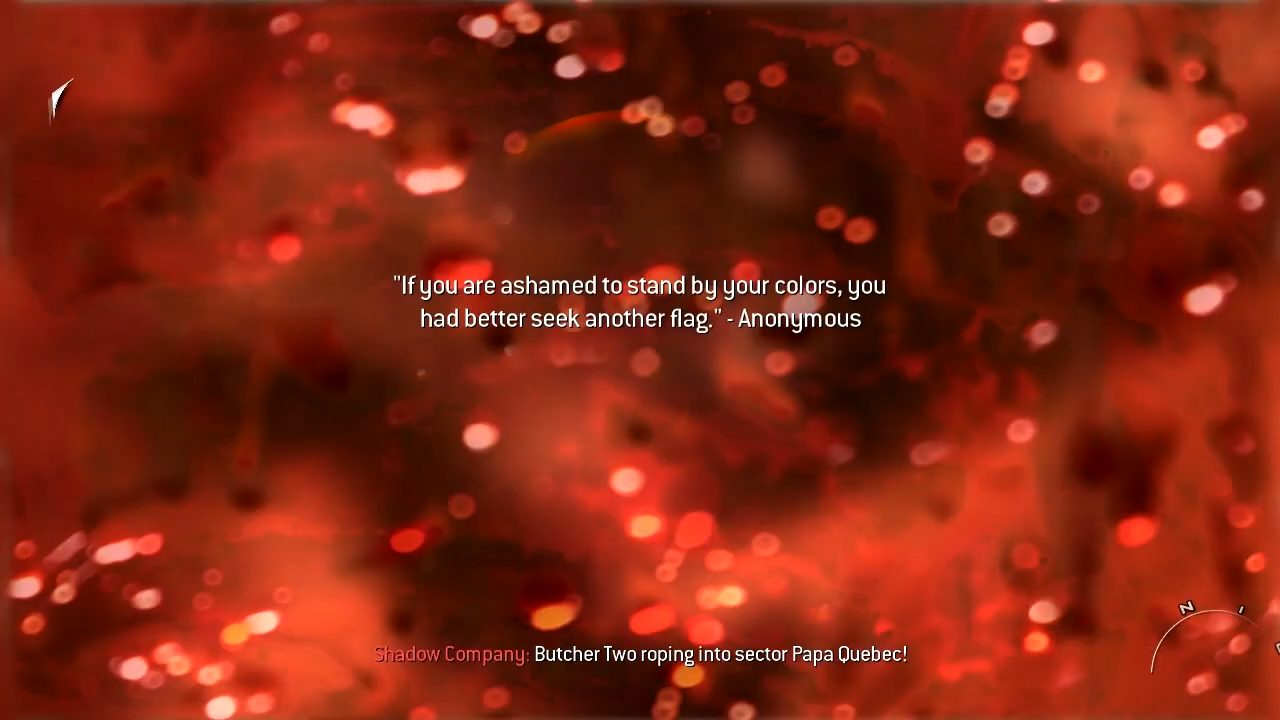 "If you are ashamed to stand by your colors, you
had better seek another flag." - Anonymous
Shadow Company: Butcher Two roping into sector Papa Quebec!
N